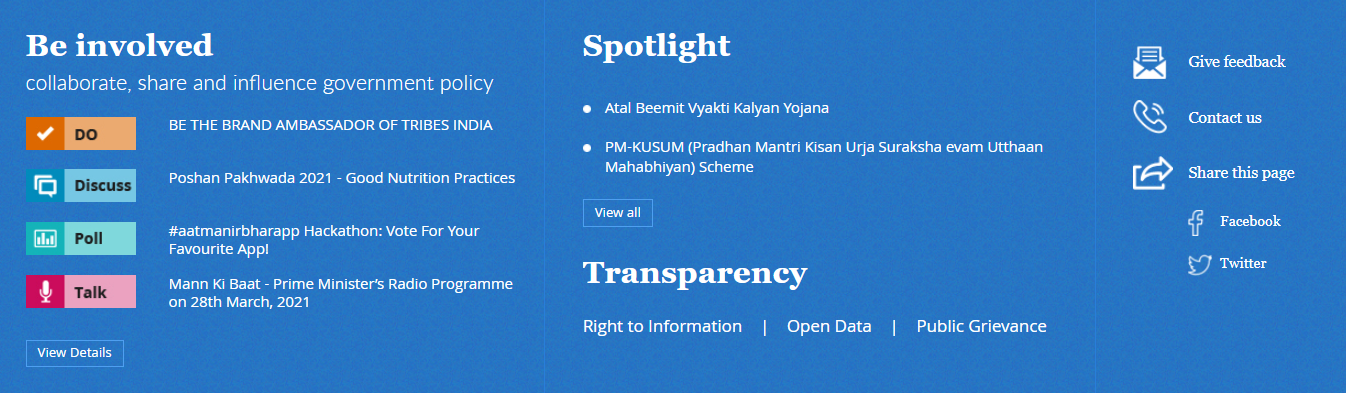 Be involved
collaborate, share and influence government policy
DO
BE THE BRAND AMBASSADOR OF TRIBES INDIA
Discuss
Poshan Pakhwada 2021 - Good Nutrition Practices
Poll
#aatmanirbharapp Hackathon: Vote For Your
Favourite App!
Talk
Mann Ki Baat - Prime Minister’s Radio Programme
on 28th March, 2021
View Details
Spotlight
Atal Beemit Vyakti Kalyan Yojana
PM-KUSUM (Pradhan Mantri Kisan Urja Suraksha evam Utthaan
Mahabhiyan) Scheme
View all
Transparency
Right to Information | Open Data | Public Grievance
Give feedback
Contact us
Share this page
Facebook
Twitter